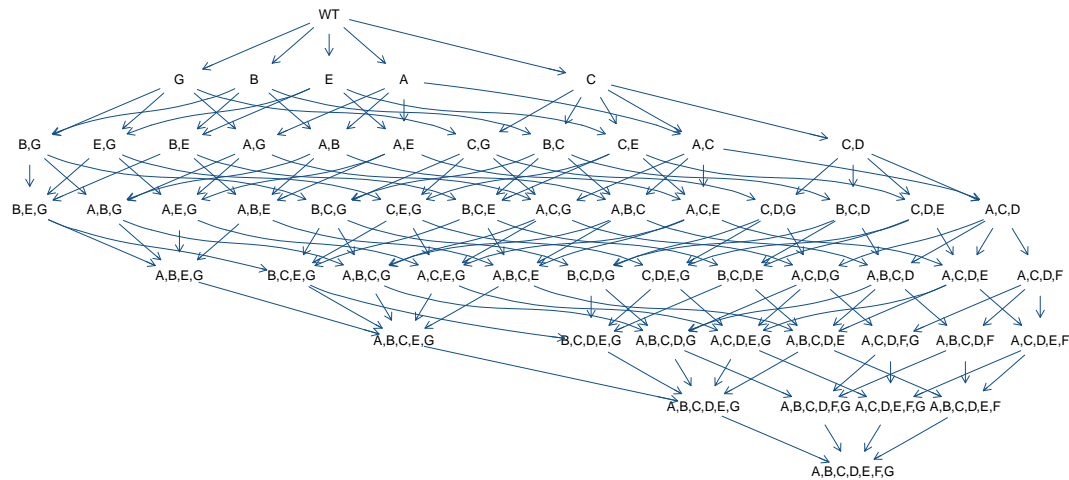 WT
G B E A C
B,G E,G B,E A,G A,B A,E C,G B,C C,E A,C C,D
B,E,G A,B,G A,E,G A,B,E B,C,G C,E,G B,C,E A,C,G A,B,C A,C,E C,D,G B,C,D C,D,E A,C,D
A,B,E,G B,C,E,G A,B,C,G A,C,E,G A,B,C,E B,C,D,G C,D,E,G B,C,D,E A,C,D,G A,B,C,D A,C,D,E A,C,D,F
A,B,C,E,G B,C,D,E,G A,B,C,D,G A,C,D,E,G A,B,C,D,E A,C,D,F,G A,B,C,D,F A,C,D,E,F
A,B,C,D,E,G A,B,C,D,F,G A,C,D,E,F,G A,B,C,D,E,F
A,B,C,D,E,F,G